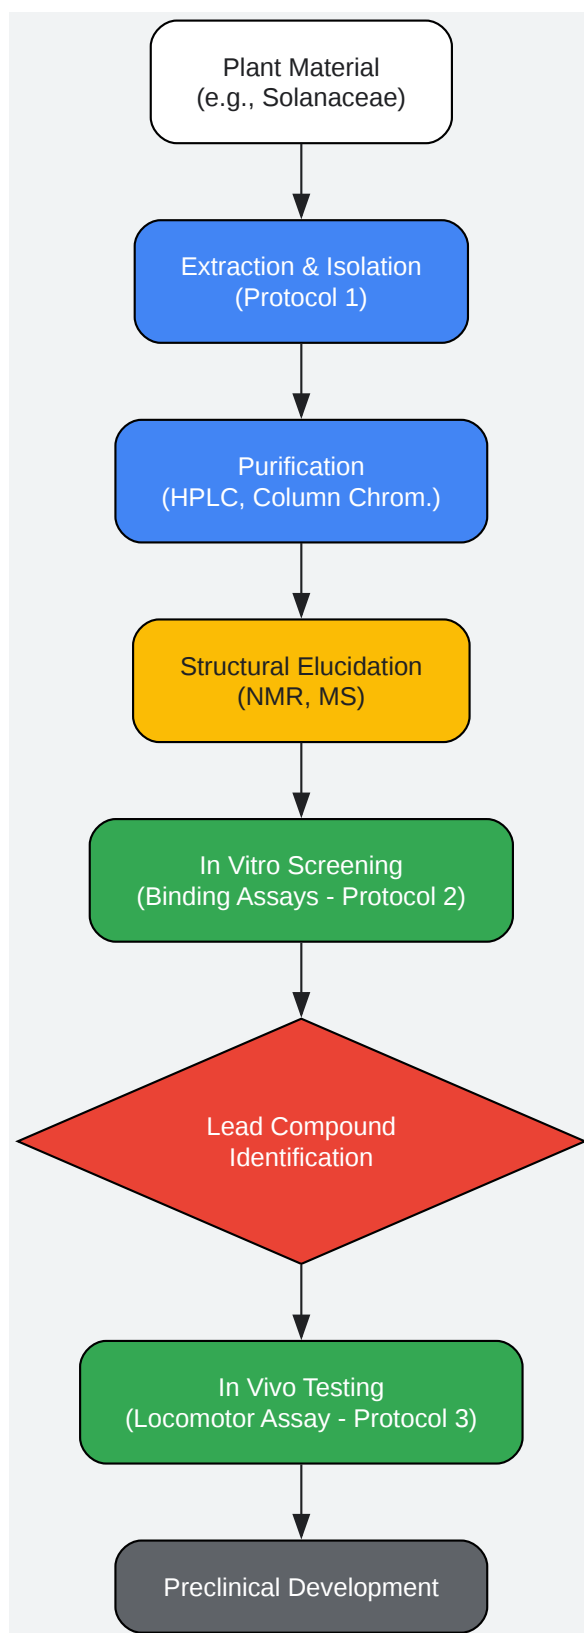 Plant Material
(e.g., Solanaceae)
Extraction & Isolation
(Protocol 1)
Purification
(HPLC, Column Chrom.)
Structural Elucidation
(NMR, MS)
In Vitro Screening
(Binding Assays - Protocol 2)
Lead Compound
Identification
In Vivo Testing
(Locomotor Assay - Protocol 3)
Preclinical Development